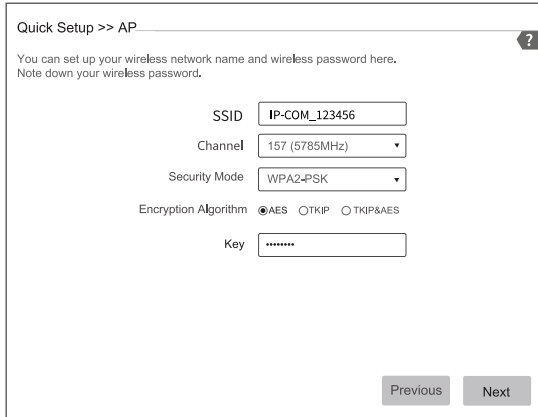 Quick Setup >> AP
?
You can set up your wireless network name and wireless password here.
Note down your wireless password.
SSID IP-COM_123456
Channel 157 (5785MHz)
Security Mode WPA2-PSK
Encryption Algorithm AES TKIP TKIP&AES
Key ••••••••
Previous Next